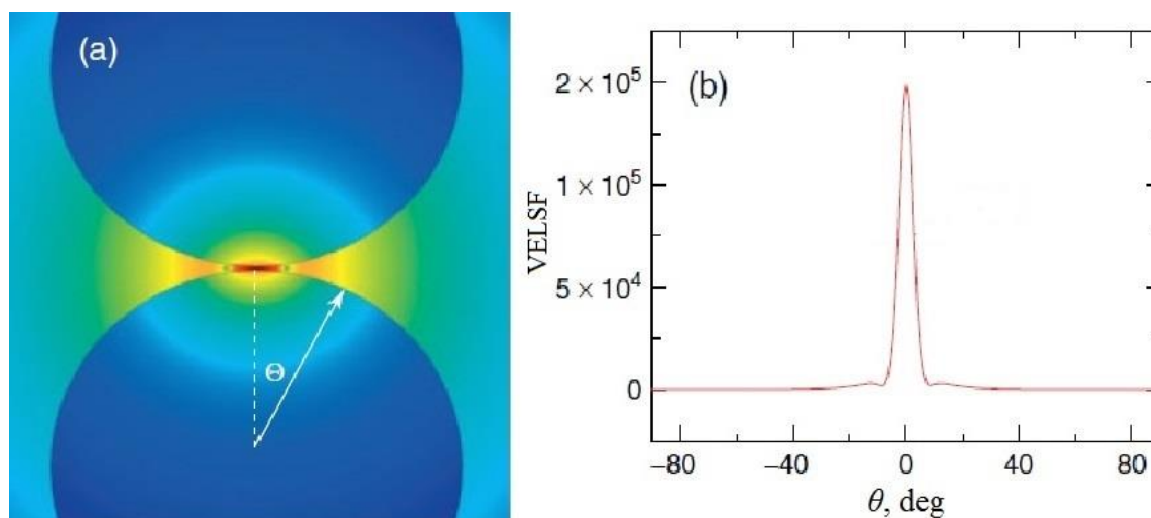 (a)
Θ
(b)
2 × 10⁵
1 × 10⁵
5 × 10⁴
0
VELSF
−80
−40
0
40
80
θ, deg